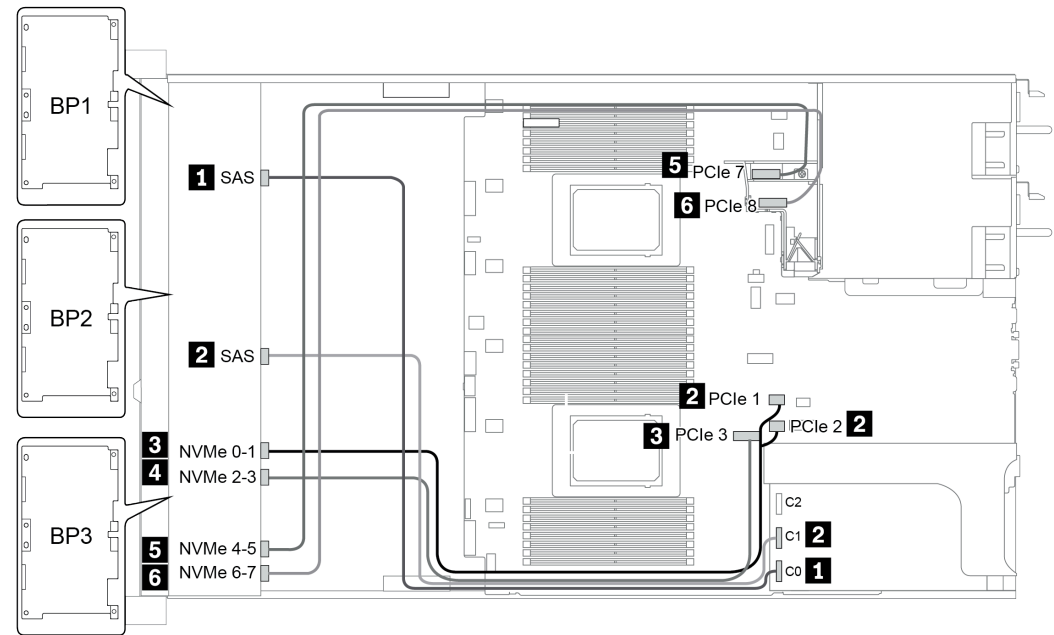 BP1
1 SAS
5 PCIe 7
6 PCIe 8
BP2
2 SAS
2 PCIe 1
3 PCIe 3
PCIe 2 2
3 NVMe 0-1
4 NVMe 2-3
BP3
C2
C1 2
C0 1
5 NVMe 4-5
6 NVMe 6-7